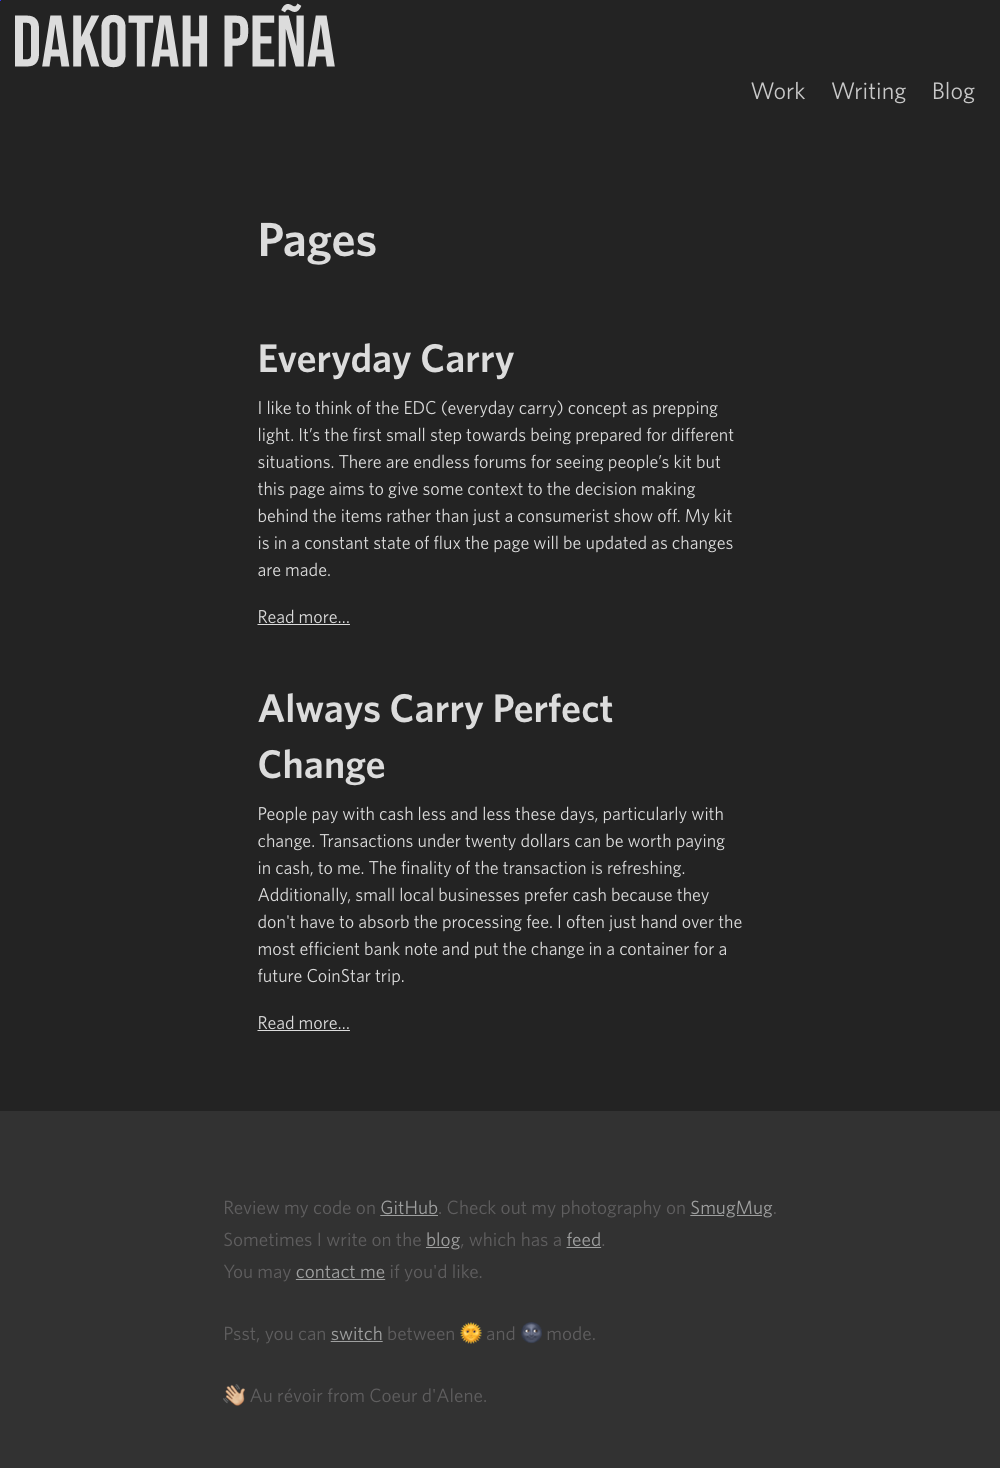 DAKOTAH PEÑA
Work Writing Blog
Pages
Everyday Carry
I like to think of the EDC (everyday carry) concept as prepping
light. It’s the first small step towards being prepared for different
situations. There are endless forums for seeing people’s kit but
this page aims to give some context to the decision making
behind the items rather than just a consumerist show off. My kit
is in a constant state of flux the page will be updated as changes
are made.
Read more...
Always Carry Perfect
Change
People pay with cash less and less these days, particularly with
change. Transactions under twenty dollars can be worth paying
in cash, to me. The finality of the transaction is refreshing.
Additionally, small local businesses prefer cash because they
don't have to absorb the processing fee. I often just hand over the
most efficient bank note and put the change in a container for a
future CoinStar trip.
Read more...
Review my code on GitHub. Check out my photography on SmugMug.
Sometimes I write on the blog, which has a feed.
You may contact me if you'd like.
Psst, you can switch between 🌞 and 🌚 mode.
👋🏼 Au révoir from Coeur d'Alene.